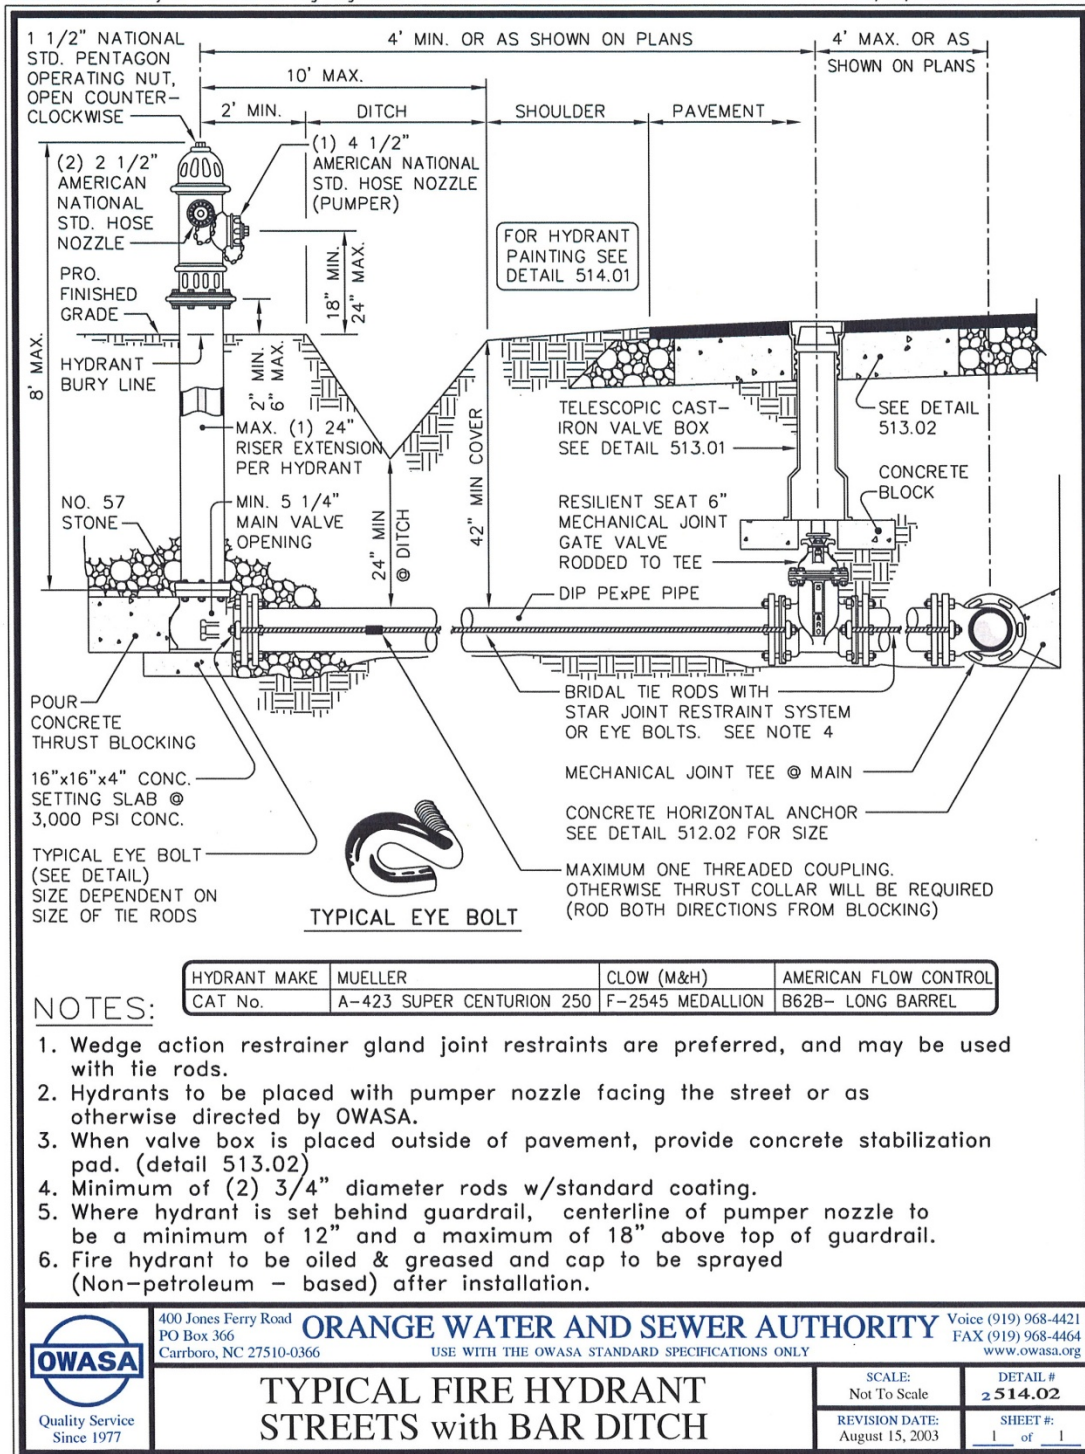 1 1/2" NATIONAL
STD. PENTAGON
OPERATING NUT,
OPEN COUNTER-
CLOCKWISE
4' MIN. OR AS SHOWN ON PLANS
4' MAX. OR AS
SHOWN ON PLANS
10' MAX.
2' MIN.
DITCH
SHOULDER
PAVEMENT
(2) 2 1/2"
AMERICAN
NATIONAL
STD. HOSE
NOZZLE
(1) 4 1/2"
AMERICAN NATIONAL
STD. HOSE NOZZLE
(PUMPER)
FOR HYDRANT
PAINTING SEE
DETAIL 514.01
18" MIN.
24" MAX.
PRO.
FINISHED
GRADE
HYDRANT
BURY LINE
8' MAX.
2" MIN.
6" MAX.
MAX. (1) 24"
RISER EXTENSION
PER HYDRANT
TELESCOPIC CAST-
IRON VALVE BOX
SEE DETAIL 513.01
SEE DETAIL
513.02
CONCRETE
BLOCK
NO. 57
STONE
MIN. 5 1/4"
MAIN VALVE
OPENING
24" MIN
@ DITCH
42" MIN COVER
RESILIENT SEAT 6"
MECHANICAL JOINT
GATE VALVE
RODDED TO TEE
DIP PExPE PIPE
POUR
CONCRETE
THRUST BLOCKING
BRIDAL TIE RODS WITH
STAR JOINT RESTRAINT SYSTEM
OR EYE BOLTS. SEE NOTE 4
16"x16"x4" CONC.
SETTING SLAB @
3,000 PSI CONC.
MECHANICAL JOINT TEE @ MAIN
CONCRETE HORIZONTAL ANCHOR
SEE DETAIL 512.02 FOR SIZE
TYPICAL EYE BOLT
(SEE DETAIL)
SIZE DEPENDENT ON
SIZE OF TIE RODS
TYPICAL EYE BOLT
MAXIMUM ONE THREADED COUPLING.
OTHERWISE THRUST COLLAR WILL BE REQUIRED
(ROD BOTH DIRECTIONS FROM BLOCKING)
HYDRANT MAKE MUELLER CLOW (M&H) AMERICAN FLOW CONTROL
CAT No. A-423 SUPER CENTURION 250 F-2545 MEDALLION B62B- LONG BARREL
NOTES:
1. Wedge action restrainer gland joint restraints are preferred, and may be used
with tie rods.
2. Hydrants to be placed with pumper nozzle facing the street or as
otherwise directed by OWASA.
3. When valve box is placed outside of pavement, provide concrete stabilization
pad. (detail 513.02)
4. Minimum of (2) 3/4" diameter rods w/standard coating.
5. Where hydrant is set behind guardrail, centerline of pumper nozzle to
be a minimum of 12" and a maximum of 18" above top of guardrail.
6. Fire hydrant to be oiled & greased and cap to be sprayed
(Non-petroleum - based) after installation.
OWASA
Quality Service
Since 1977
400 Jones Ferry Road
PO Box 366
Carrboro, NC 27510-0366
ORANGE WATER AND SEWER AUTHORITY
USE WITH THE OWASA STANDARD SPECIFICATIONS ONLY
Voice (919) 968-4421
FAX (919) 968-4464
www.owasa.org
TYPICAL FIRE HYDRANT
STREETS with BAR DITCH
SCALE:
Not To Scale
DETAIL #
2 514.02
REVISION DATE:
August 15, 2003
SHEET #:
1 of 1